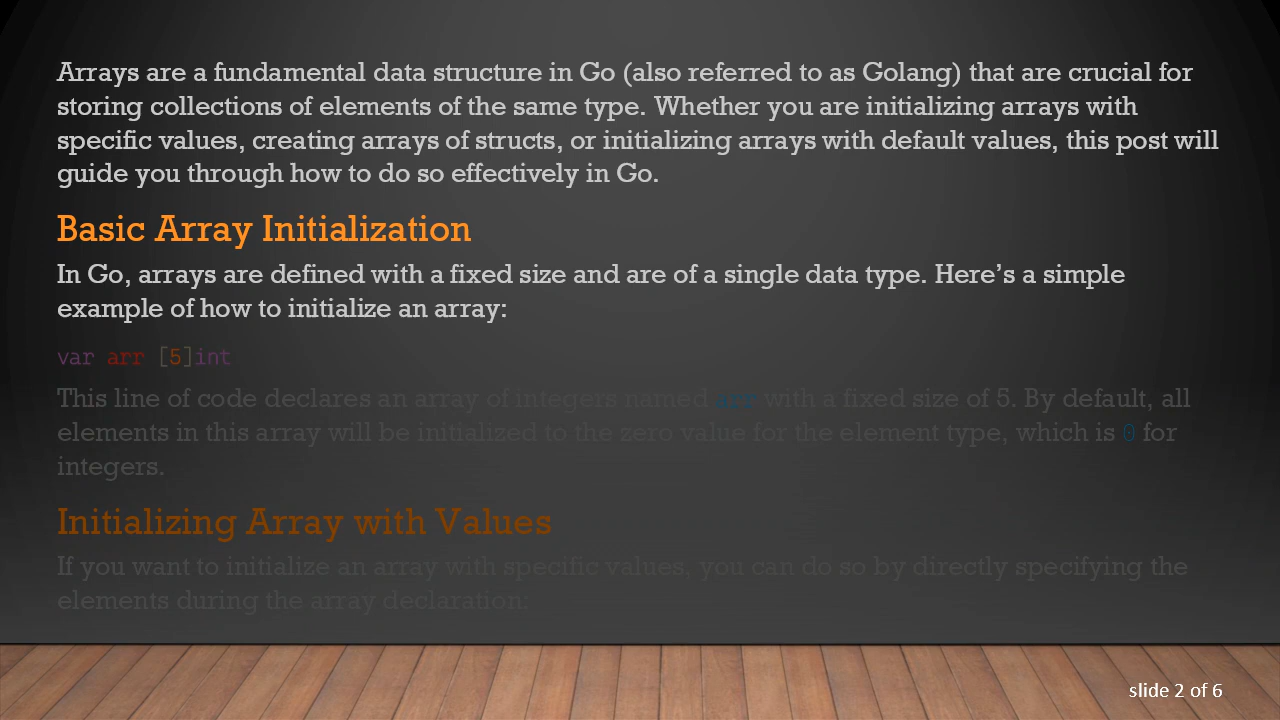 Arrays are a fundamental data structure in Go (also referred to as Golang) that are crucial for
storing collections of elements of the same type. Whether you are initializing arrays with
specific values, creating arrays of structs, or initializing arrays with default values, this post will
guide you through how to do so effectively in Go.
Basic Array Initialization
In Go, arrays are defined with a fixed size and are of a single data type. Here’s a simple
example of how to initialize an array:
var arr [5]int
This line of code declares an array of integers named arr with a fixed size of 5. By default, all
elements in this array will be initialized to the zero value for the element type, which is 0 for
integers.
Initializing Array with Values
If you want to initialize an array with specific values, you can do so by directly specifying the
elements during the array declaration:
slide 2 of 6